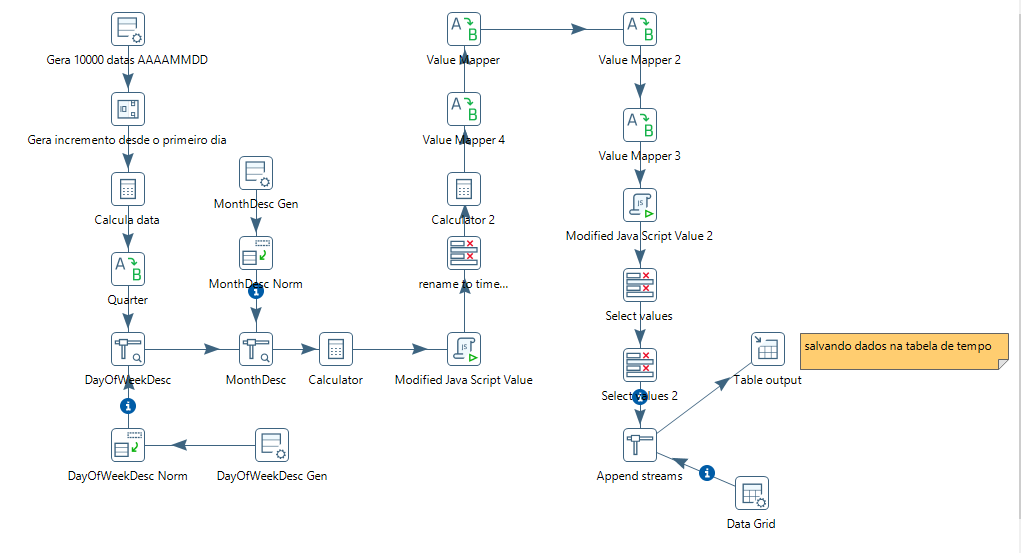 Gera 10000 datas AAAAMMDD
Gera incremento desde o primeiro dia
Calcula data
Quarter
DayOfWeekDesc
DayOfWeekDesc Norm
DayOfWeekDesc Gen
MonthDesc Gen
MonthDesc Norm
MonthDesc
Calculator
Modified Java Script Value
rename to time...
Calculator 2
Value Mapper 4
Value Mapper
Value Mapper 2
Value Mapper 3
Modified Java Script Value 2
Select values
Select values 2
Append streams
Data Grid
Table output
salvando dados na tabela de tempo